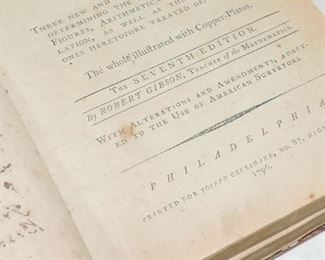 THREE NEW AND
DETERMINING THE
FIGURES, ARITHMETIC
LATION, AS WELL AS THE
ONES HERETOFORE TREATED OF.
The whole illustrated with Copper-Plates.
THE SEVENTH EDITION.
By ROBERT GIBSON, TEACHER of the MATHEMATICS.
WITH ALTERATIONS AND AMENDMENTS, ADAPT-
ED TO THE USE OF AMERICAN SURVEYORS.
PHILADELPHIA
PRINTED FOR JOSEPH CRUKSHANK, NO. 87, HIG
1796.